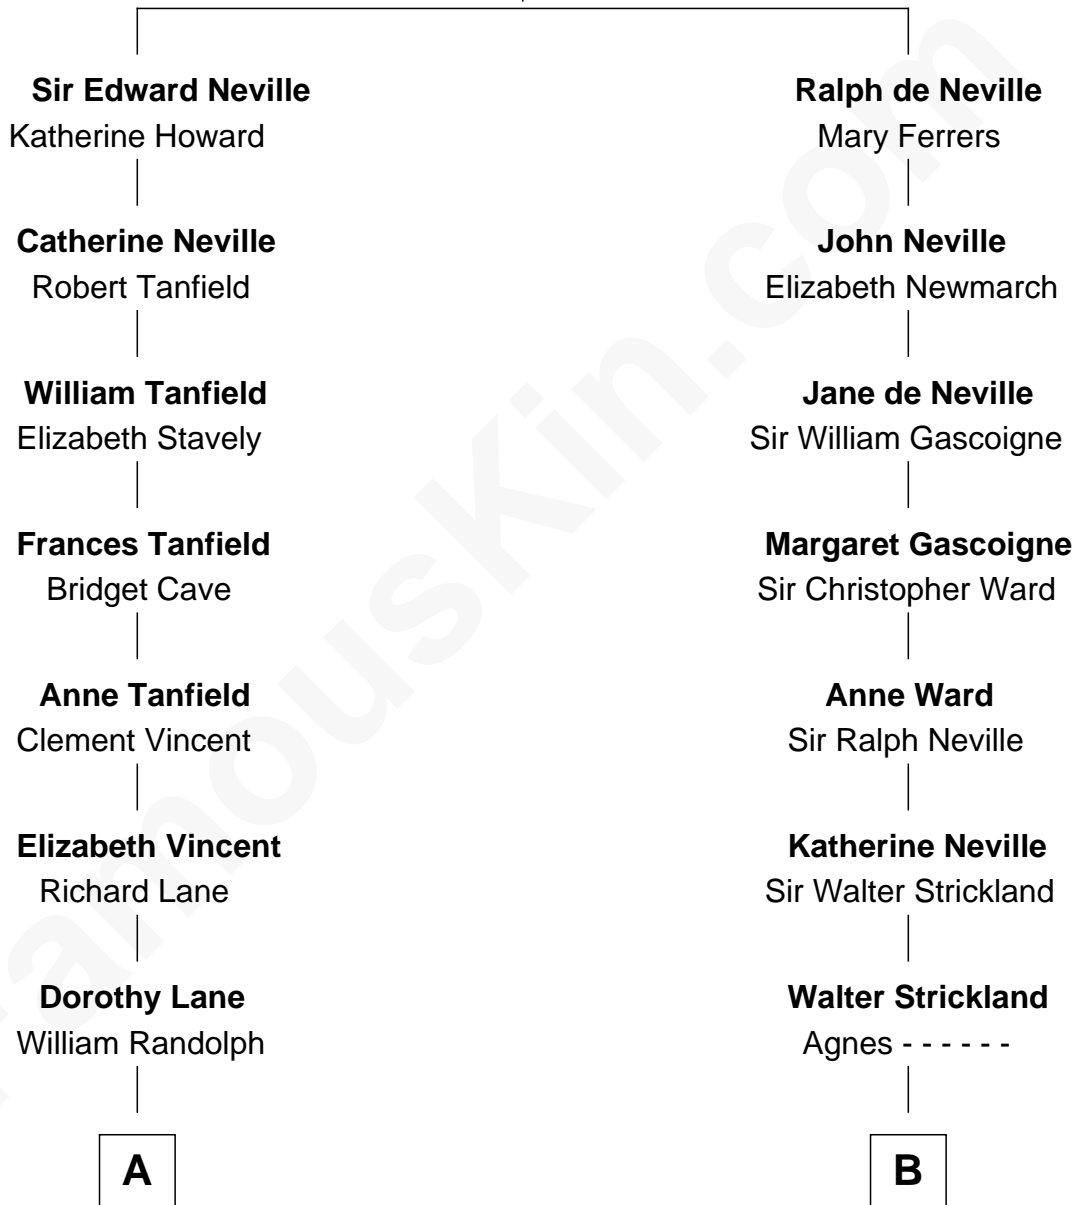 Sir Edward Neville
Katherine Howard
Catherine Neville
Robert Tanfield
William Tanfield
Elizabeth Stavely
Frances Tanfield
Bridget Cave
Anne Tanfield
Clement Vincent
Elizabeth Vincent
Richard Lane
Dorothy Lane
William Randolph
A
Ralph de Neville
Mary Ferrers
John Neville
Elizabeth Newmarch
Jane de Neville
Sir William Gascoigne
Margaret Gascoigne
Sir Christopher Ward
Anne Ward
Sir Ralph Neville
Katherine Neville
Sir Walter Strickland
Walter Strickland
Agnes - - - - - -
B
FamousKin.com